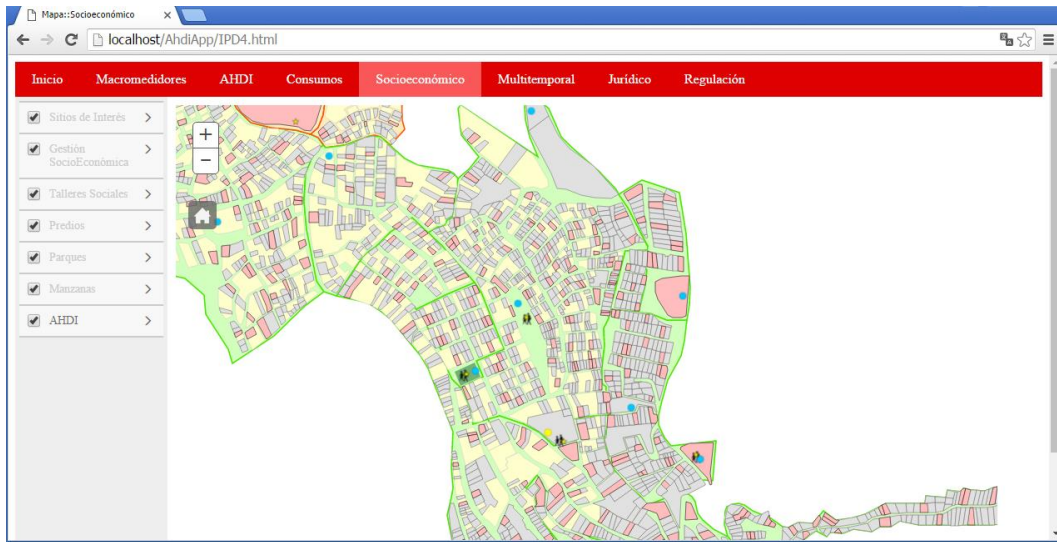 Mapa::Socioeconómico
localhost/AhdiApp/IPD4.html
Inicio Macromedidores AHDI Consumos Socioeconómico Multitemporal Jurídico Regulación
Sitios de Interés
Gestión
SocioEconómica
Talleres Sociales
Predios
Parques
Manzanas
AHDI
+
−